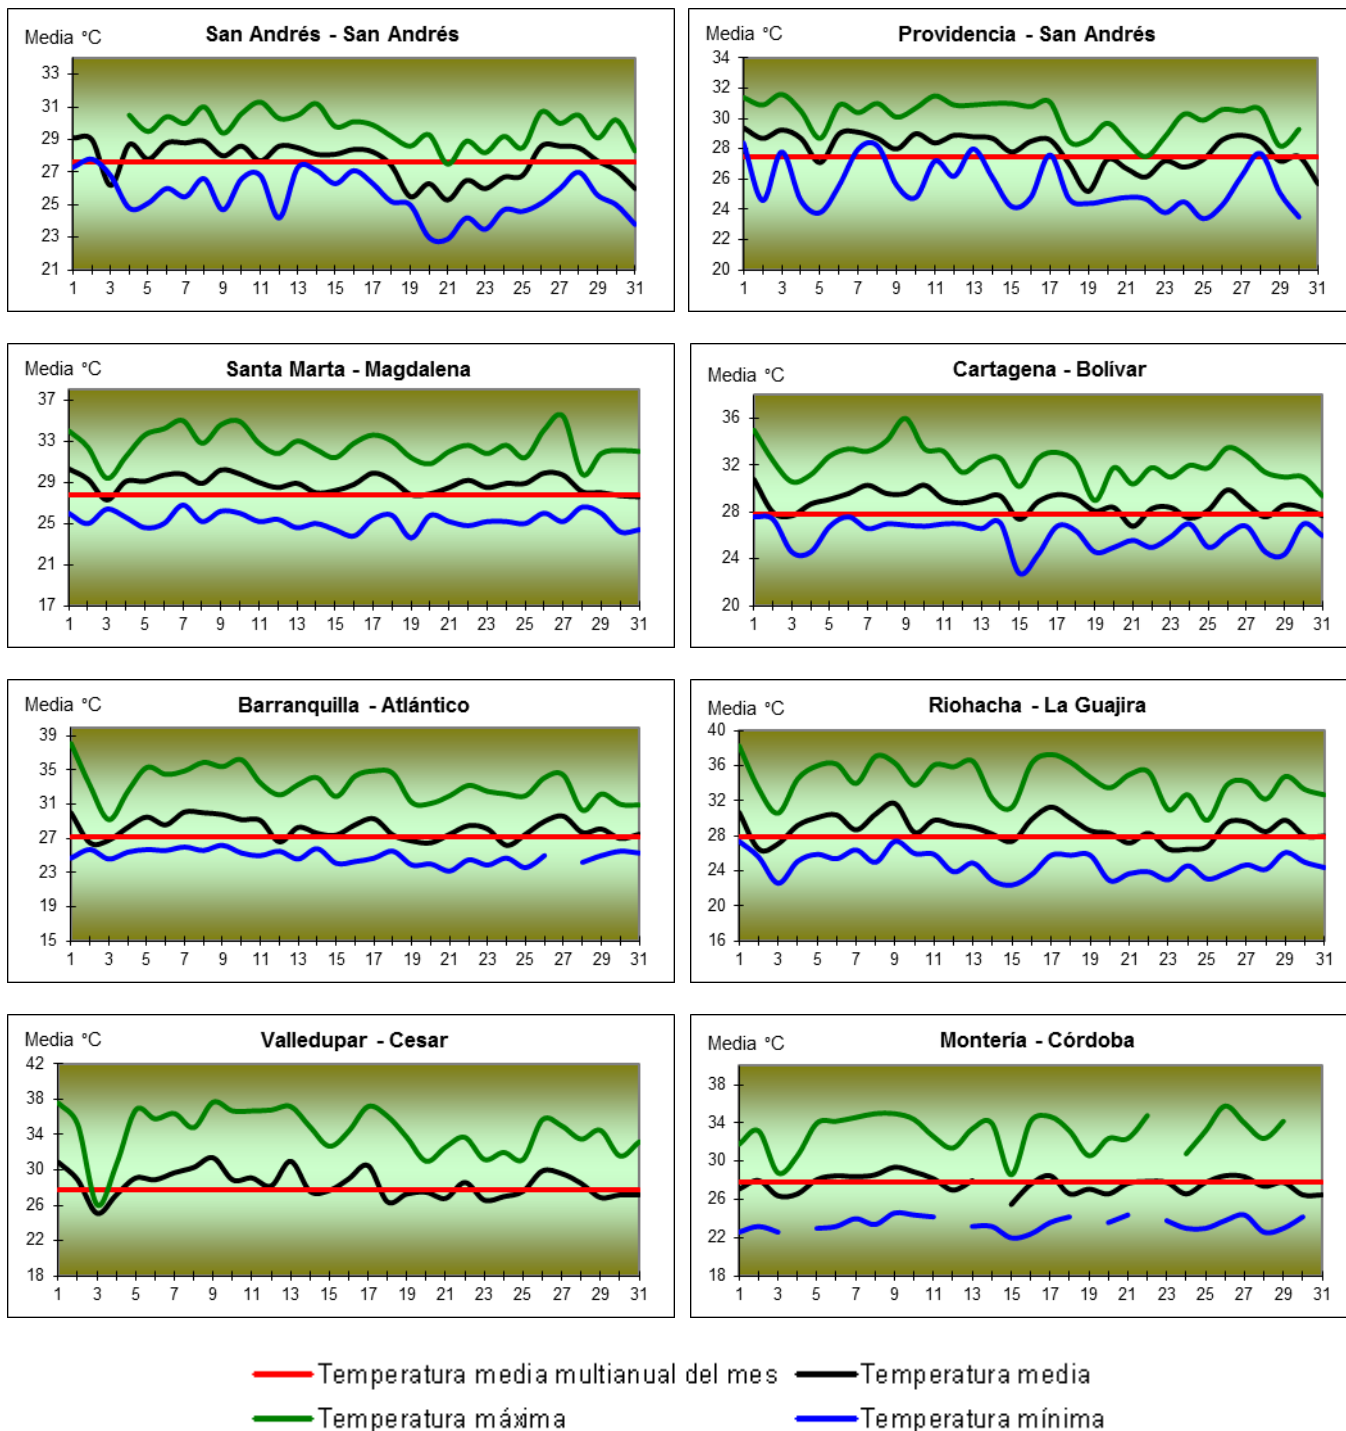 Media °C
San Andrés - San Andrés
33
31
29
27
25
23
21
1 3 5 7 9 11 13 15 17 19 21 23 25 27 29 31
Media °C
Providencia - San Andrés
34
32
30
28
26
24
22
20
1 3 5 7 9 11 13 15 17 19 21 23 25 27 29 31
Media °C
Santa Marta - Magdalena
37
33
29
25
21
17
1 3 5 7 9 11 13 15 17 19 21 23 25 27 29 31
Media °C
Cartagena - Bolívar
36
32
28
24
20
1 3 5 7 9 11 13 15 17 19 21 23 25 27 29 31
Media °C
Barranquilla - Atlántico
39
35
31
27
23
19
15
1 3 5 7 9 11 13 15 17 19 21 23 25 27 29 31
Media °C
Riohacha - La Guajira
40
36
32
28
24
20
16
1 3 5 7 9 11 13 15 17 19 21 23 25 27 29 31
Media °C
Valledupar - Cesar
42
38
34
30
26
22
18
1 3 5 7 9 11 13 15 17 19 21 23 25 27 29 31
Media °C
Montería - Córdoba
38
34
30
26
22
18
1 3 5 7 9 11 13 15 17 19 21 23 25 27 29 31
Temperatura media multianual del mes
Temperatura media
Temperatura máxima
Temperatura mínima